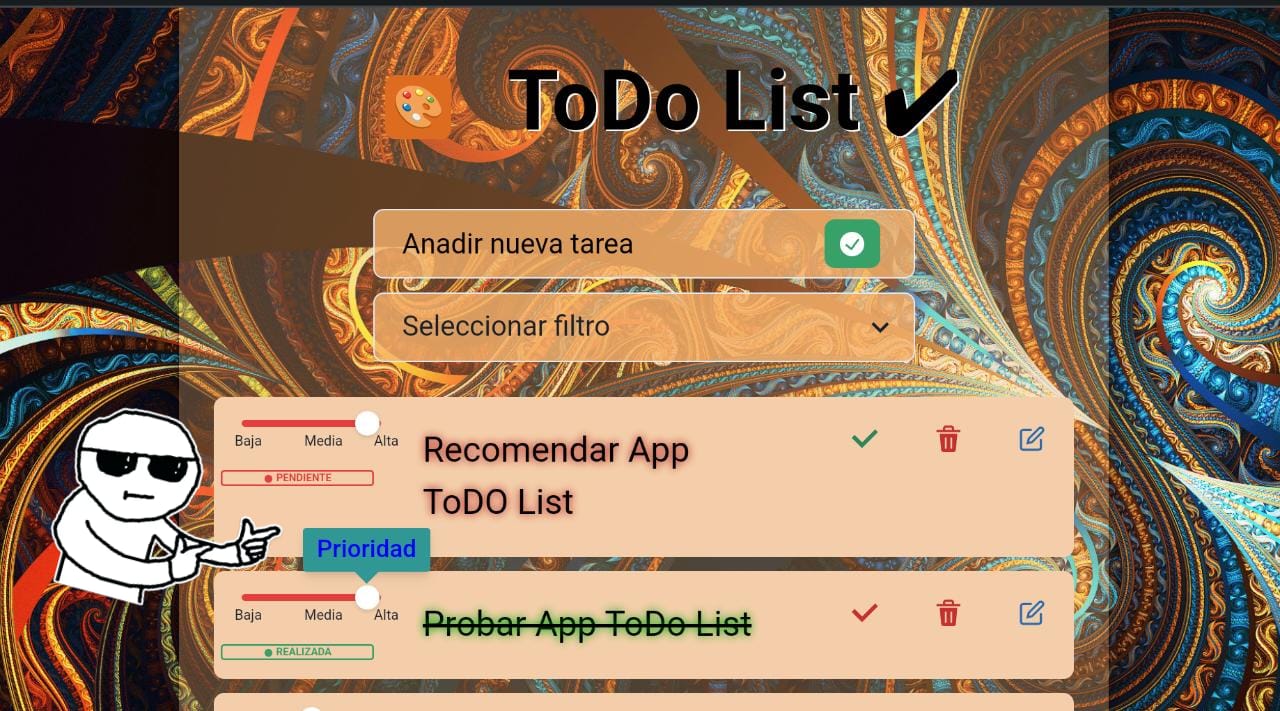 ToDo List ✔
Anadir nueva tarea
Seleccionar filtro
Baja Media Alta
PENDIENTE
Recomendar App
ToDO List
Prioridad
Baja Media Alta
REALIZADA
Probar App ToDo List